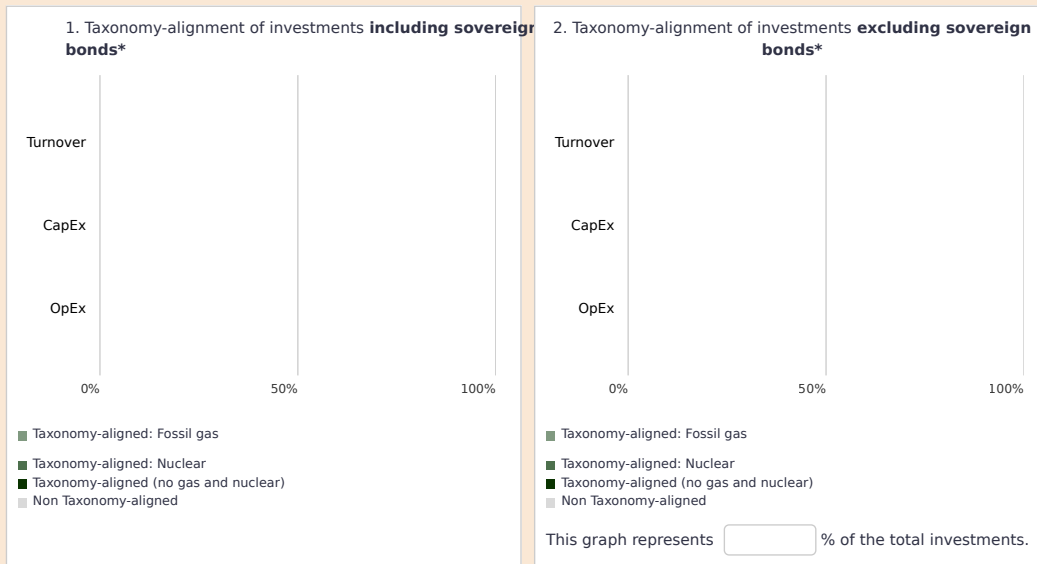 1. Taxonomy-alignment of investments including sovereign
bonds*
Turnover
CapEx
OpEx
0% 50% 100%
Taxonomy-aligned: Fossil gas
Taxonomy-aligned: Nuclear
Taxonomy-aligned (no gas and nuclear)
Non Taxonomy-aligned
2. Taxonomy-alignment of investments excluding sovereign
bonds*
Turnover
CapEx
OpEx
0% 50% 100%
Taxonomy-aligned: Fossil gas
Taxonomy-aligned: Nuclear
Taxonomy-aligned (no gas and nuclear)
Non Taxonomy-aligned
This graph represents % of the total investments.